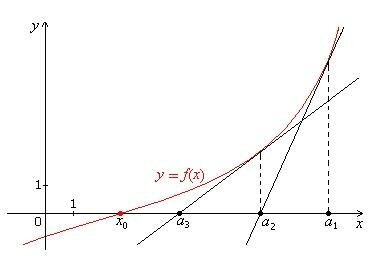 y
y = f(x)
1
0 1 x₀ a₃ a₂ a₁ x